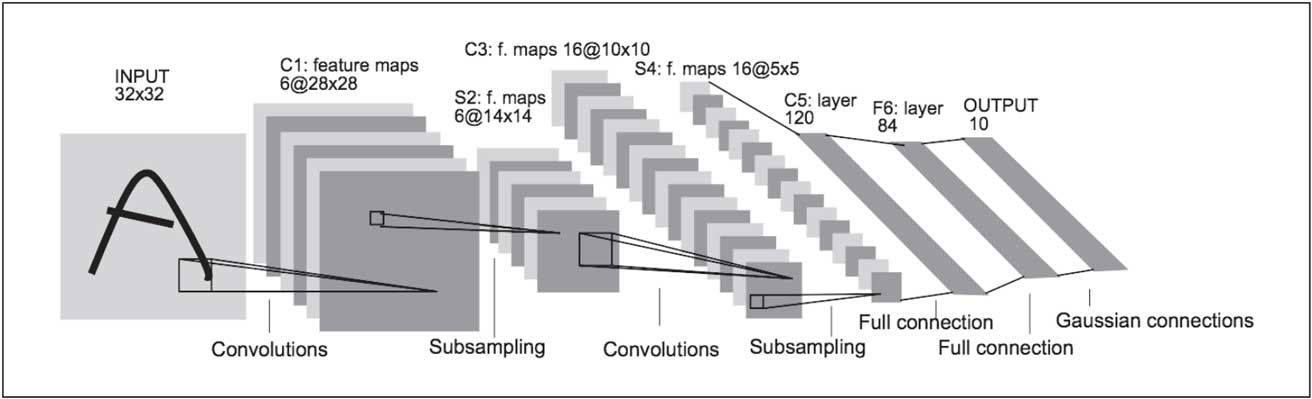 INPUT
32x32
C1: feature maps
6@28x28
S2: f. maps
6@14x14
C3: f. maps 16@10x10
S4: f. maps 16@5x5
C5: layer
120
F6: layer
84
OUTPUT
10
Convolutions
Subsampling
Convolutions
Subsampling
Full connection
Full connection
Gaussian connections